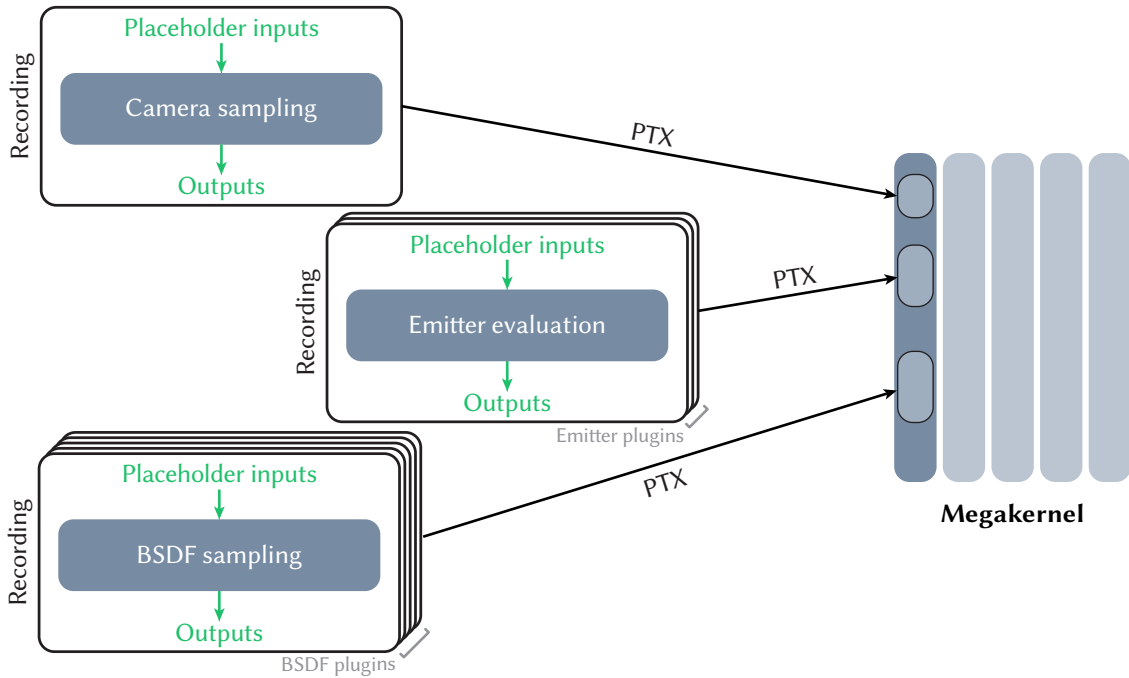 Recording
Placeholder inputs
Camera sampling
Outputs
PTX
Recording
Placeholder inputs
Emitter evaluation
Outputs
Emitter plugins
PTX
Recording
Placeholder inputs
BSDF sampling
Outputs
BSDF plugins
PTX
Megakernel